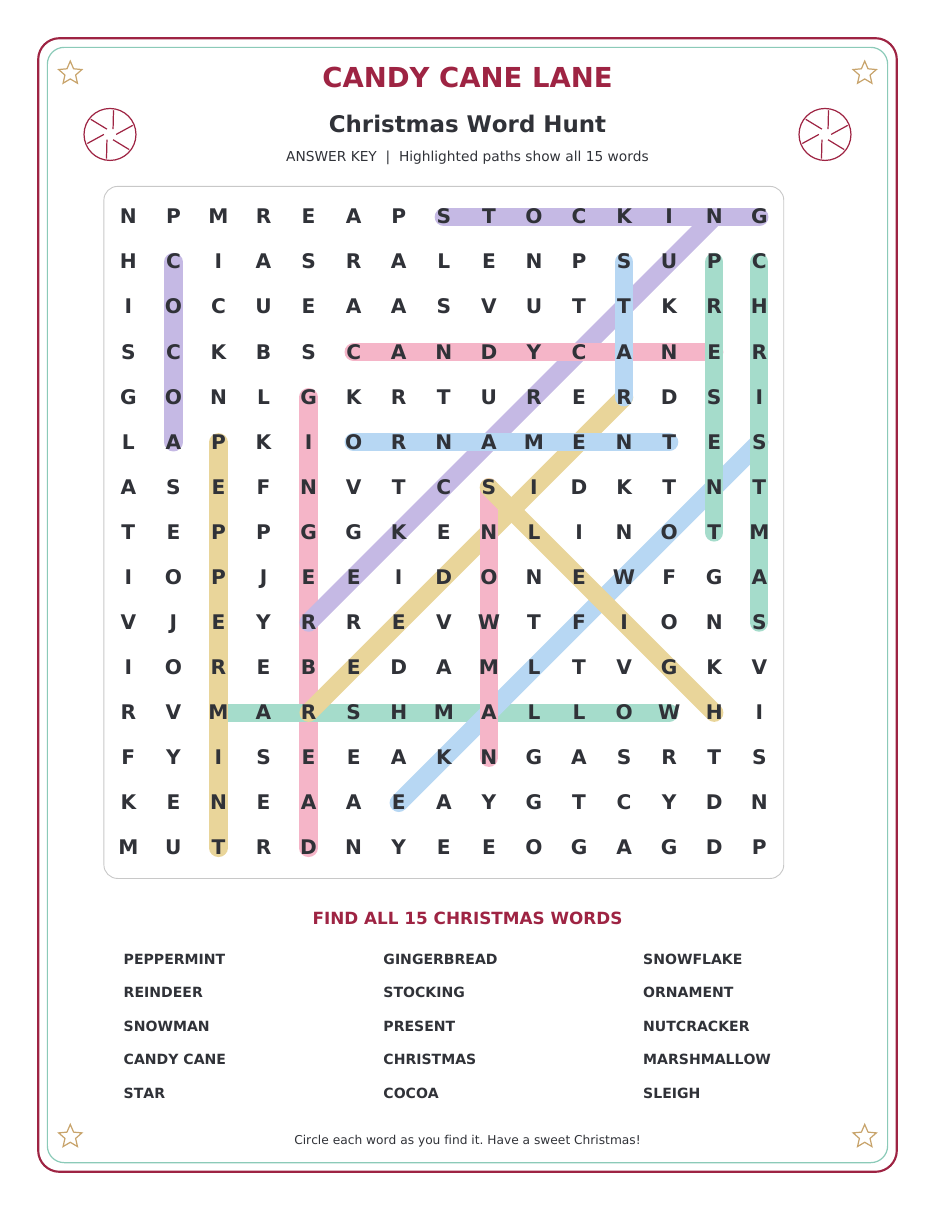 CANDY CANE LANE
Christmas Word Hunt
ANSWER KEY | Highlighted paths show all 15 words
N P M R E A P S T O C K I N G
H C I A S R A L E N P S U P C
I O C U E A A S V U T T K R H
S C K B S C A N D Y C A N E R
G O N L G K R T U R E R D S I
L A P K I O R N A M E N T E S
A S E F N V T C S I D K T N T
T E P P G G K E N L I N O T M
I O P J E E I D O N E W F G A
V J E Y R R E V W T F I O N S
I O R E B E D A M L T V G K V
R V M A R S H M A L L O W H I
F Y I S E E A K N G A S R T S
K E N E A A E A Y G T C Y D N
M U T R D N Y E E O G A G D P
FIND ALL 15 CHRISTMAS WORDS
PEPPERMINT GINGERBREAD SNOWFLAKE
REINDEER STOCKING ORNAMENT
SNOWMAN PRESENT NUTCRACKER
CANDY CANE CHRISTMAS MARSHMALLOW
STAR COCOA SLEIGH
Circle each word as you find it. Have a sweet Christmas!